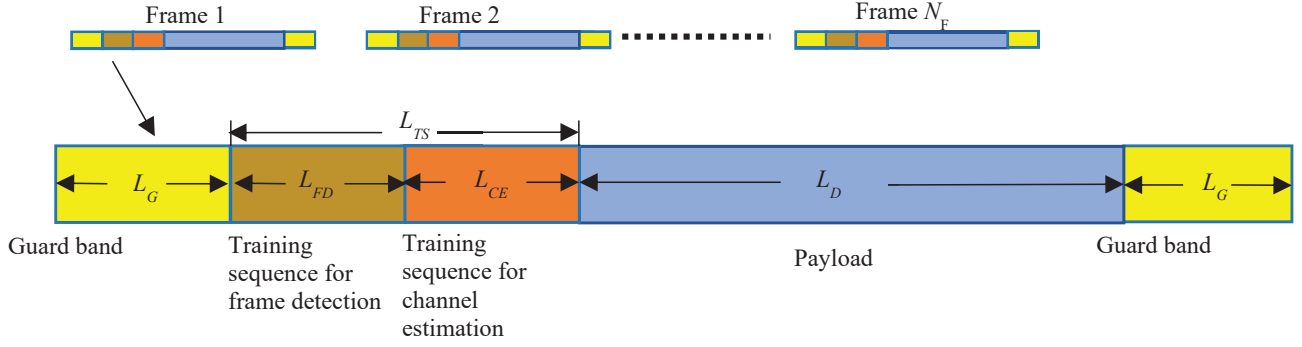 Frame 1
Frame 2
Frame N_F
L_TS
L_G
L_FD
L_CE
L_D
L_G
Guard band
Training
sequence for
frame detection
Training
sequence for
channel
estimation
Payload
Guard band